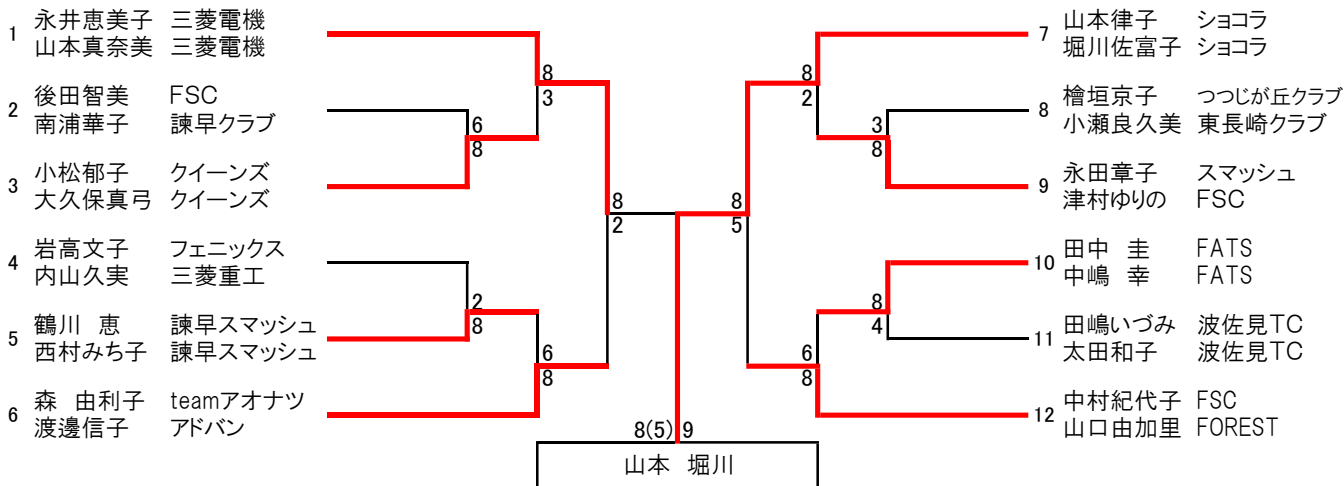 1 永井恵美子 三菱電機
山本真奈美 三菱電機
2 後田智美 FSC
南浦華子 諫早クラブ
3 小松郁子 クイーンズ
大久保真弓 クイーンズ
4 岩高文子 フェニックス
内山久実 三菱重工
5 鶴川 恵 諫早スマッシュ
西村みち子 諫早スマッシュ
6 森 由利子 teamアオナツ
渡邊信子 アドバン
8
3
6
8
8
2
2
8
6
8
7 山本律子 ショコラ
堀川佐富子 ショコラ
8 檜垣京子 つつじが丘クラブ
小瀬良久美 東長崎クラブ
9 永田章子 スマッシュ
津村ゆりの FSC
10 田中 圭 FATS
中嶋 幸 FATS
11 田嶋いづみ 波佐見TC
太田和子 波佐見TC
12 中村紀代子 FSC
山口由加里 FOREST
8
2
3
8
8
5
8
4
6
8
8(5) 9
山本 堀川